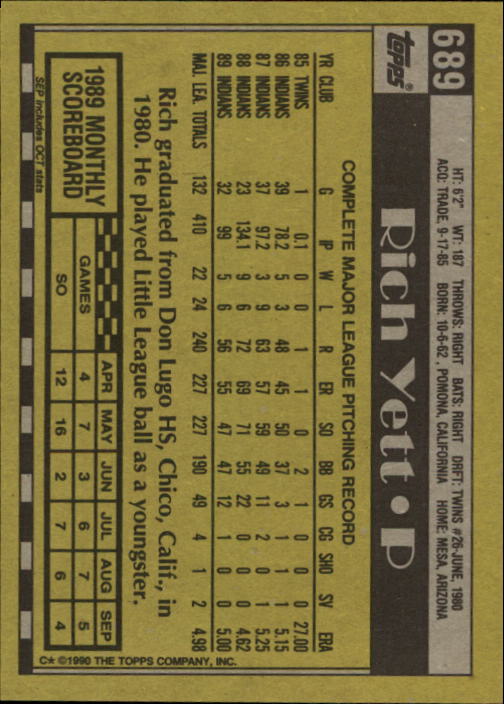 689
Topps®
Rich Yett • P
HT: 6'2" WT: 187 THROWS: RIGHT BATS: RIGHT DRFT: TWINS #26-JUNE, 1980
ACQ: TRADE, 9-17-85 BORN: 10-6-62, POMONA, CALIFORNIA HOME: MESA, ARIZONA
COMPLETE MAJOR LEAGUE PITCHING RECORD
YR CLUB G IP W L R ER SO BB GS CG SHO SV ERA
85 TWINS 1 0.1 0 0 1 1 0 2 1 0 0 0 27.00
86 INDIANS 39 78.2 5 3 48 45 50 37 3 1 1 1 5.15
87 INDIANS 37 97.2 3 9 63 57 59 49 11 2 0 1 5.25
88 INDIANS 23 134.1 9 6 72 69 71 55 22 0 0 0 4.62
89 INDIANS 32 99 5 6 56 55 47 47 12 1 0 0 5.00
MAJ. LEA. TOTALS 132 410 22 24 240 227 227 190 49 4 1 2 4.98
Rich graduated from Don Lugo HS, Chico, Calif., in
1980. He played Little League ball as a youngster.
1989 MONTHLY
SCOREBOARD
APR MAY JUN JUL AUG SEP
GAMES 4 7 3 6 7 5
SO 12 16 2 7 6 4
SEP includes OCT stats
C* ©1990 THE TOPPS COMPANY, INC.